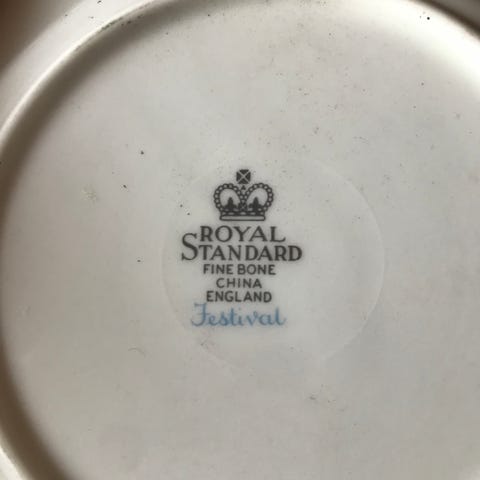 ROYAL
STANDARD
FINE BONE
CHINA
ENGLAND
Festival